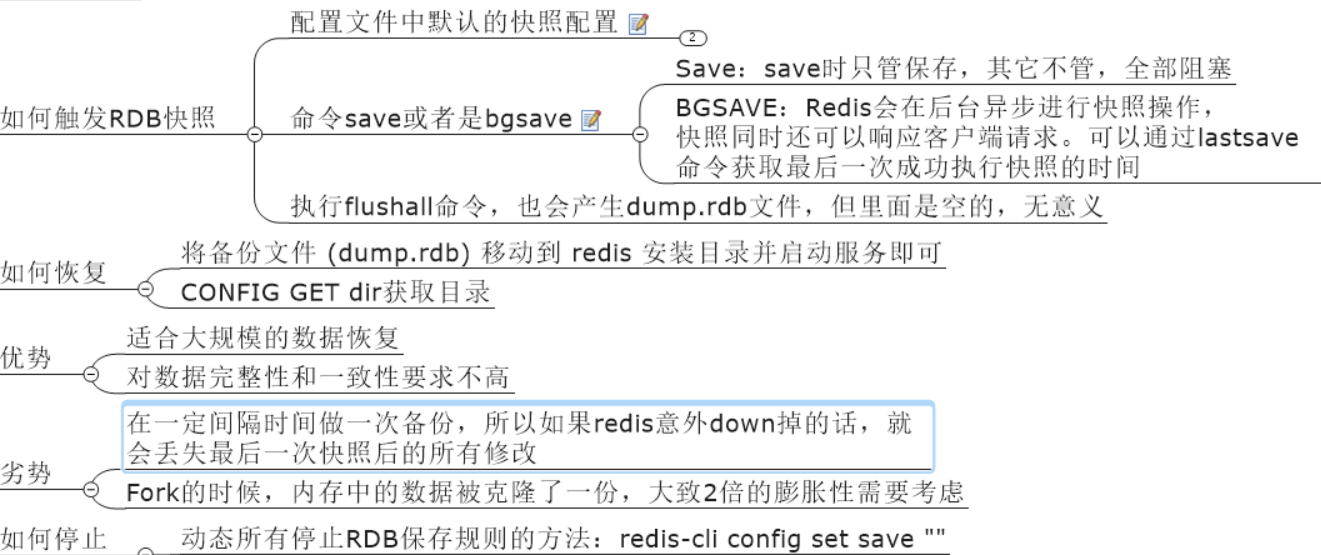 配置文件中默认的快照配置
2
Save：save时只管保存，其它不管，全部阻塞
如何触发RDB快照
命令save或者是bgsave
BGSAVE：Redis会在后台异步进行快照操作，
快照同时还可以响应客户端请求。可以通过lastsave
命令获取最后一次成功执行快照的时间
执行flushall命令，也会产生dump.rdb文件，但里面是空的，无意义
如何恢复
将备份文件 (dump.rdb) 移动到 redis 安装目录并启动服务即可
CONFIG GET dir获取目录
优势
适合大规模的数据恢复
对数据完整性和一致性要求不高
劣势
在一定间隔时间做一次备份，所以如果redis意外down掉的话，就
会丢失最后一次快照后的所有修改
Fork的时候，内存中的数据被克隆了一份，大致2倍的膨胀性需要考虑
如何停止
动态所有停止RDB保存规则的方法：redis-cli config set save ""